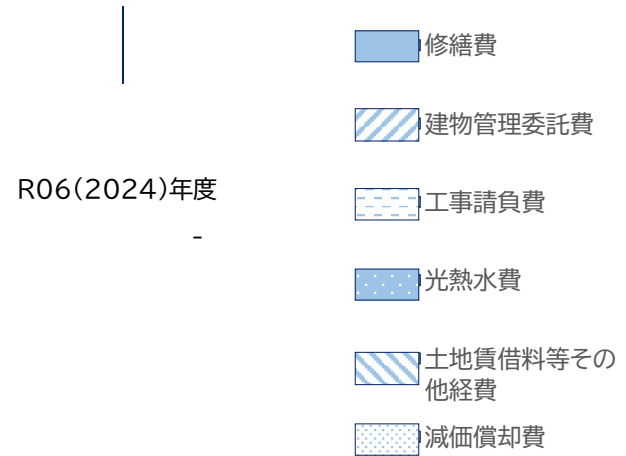 修繕費
建物管理委託費
R06(2024)年度
工事請負費
-
光熱水費
土地賃借料等その
他経費
減価償却費